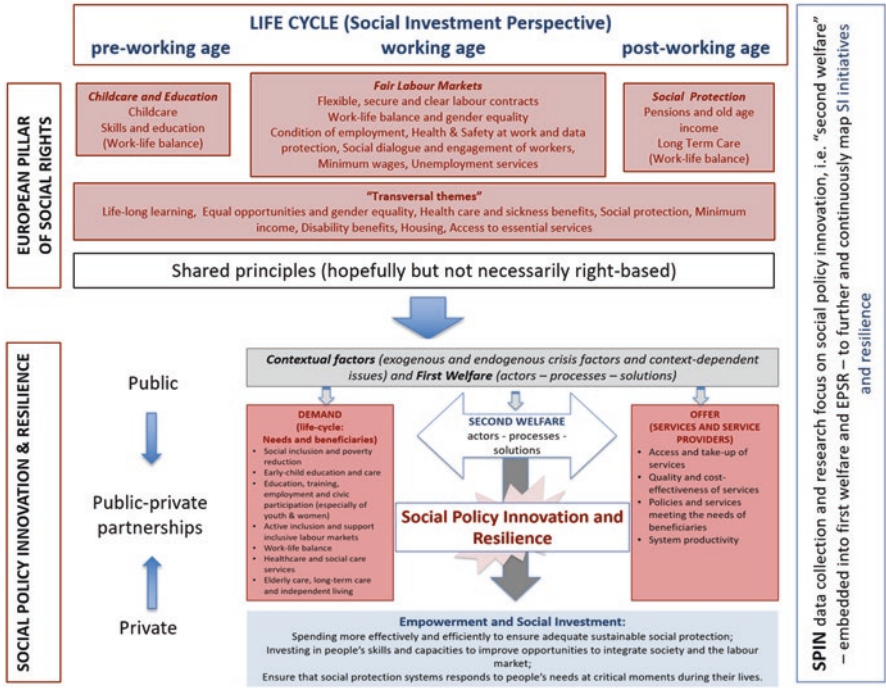 LIFE CYCLE (Social Investment Perspective)
pre-working age
working age
post-working age
EUROPEAN PILLAR
OF SOCIAL RIGHTS
Childcare and Education
Childcare
Skills and education
(Work-life balance)
Fair Labour Markets
Flexible, secure and clear labour contracts
Work-life balance and gender equality
Condition of employment, Health & Safety at work and data
protection, Social dialogue and engagement of workers,
Minimum wages, Unemployment services
Social Protection
Pensions and old age
income
Long Term Care
(Work-life balance)
"Transversal themes"
Life-long learning, Equal opportunities and gender equality, Health care and sickness benefits, Social protection, Minimum
income, Disability benefits, Housing, Access to essential services
Shared principles (hopefully but not necessarily right-based)
SOCIAL POLICY INNOVATION & RESILIENCE
Public
Public-private
partnerships
Private
Contextual factors (exogenous and endogenous crisis factors and context-dependent
issues) and First Welfare (actors – processes – solutions)
DEMAND
(life-cycle:
Needs and beneficiaries)
• Social inclusion and poverty
reduction
• Early-child education and care
• Education, training,
employment and civic
participation (especially of
youth & women)
• Active inclusion and support
inclusive labour markets
• Work-life balance
• Healthcare and social care
services
• Elderly care, long-term care
and independent living
SECOND WELFARE
actors - processes -
solutions
Social Policy Innovation and
Resilience
OFFER
(SERVICES AND SERVICE
PROVIDERS)
• Access and take-up of
services
• Quality and cost-
effectiveness of services
• Policies and services
meeting the needs of
beneficiaries
• System productivity
Empowerment and Social Investment:
Spending more effectively and efficiently to ensure adequate sustainable social protection;
Investing in people's skills and capacities to improve opportunities to integrate society and the labour
market;
Ensure that social protection systems responds to people's needs at critical moments during their lives.
SPIN data collection and research focus on social policy innovation, i.e. "second welfare"
– embedded into first welfare and EPSR – to further and continuously map SI initiatives
and resilience